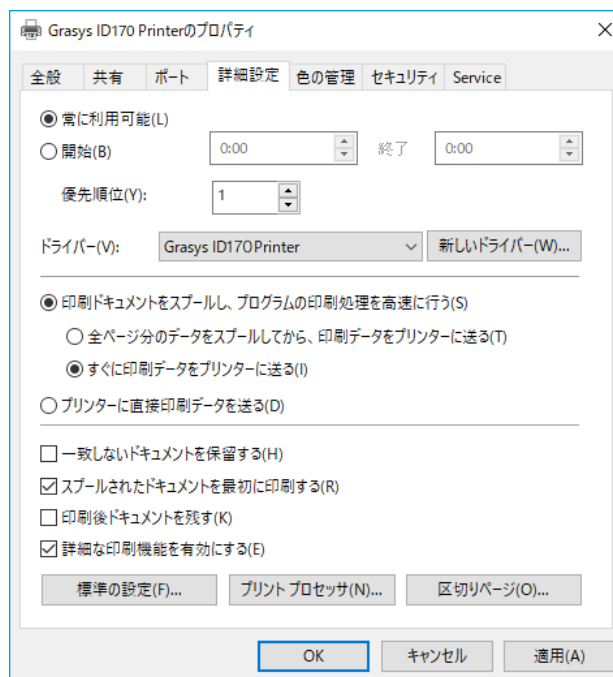 Grasys ID170 Printerのプロパティ
全般 共有 ポート 詳細設定 色の管理 セキュリティ Service
常に利用可能(L)
開始(B) 0:00 終了 0:00
優先順位(Y): 1
ドライバー(V): Grasys ID170 Printer 新しいドライバー(W)...
印刷ドキュメントをスプールし、プログラムの印刷処理を高速に行う(S)
全ページ分のデータをスプールしてから、印刷データをプリンターに送る(T)
すぐに印刷データをプリンターに送る(I)
プリンターに直接印刷データを送る(D)
一致しないドキュメントを保留する(H)
スプールされたドキュメントを最初に印刷する(R)
印刷後ドキュメントを残す(K)
詳細な印刷機能を有効にする(E)
標準の設定(F)... プリント プロセッサ(N)... 区切りページ(O)...
OK キャンセル 適用(A)